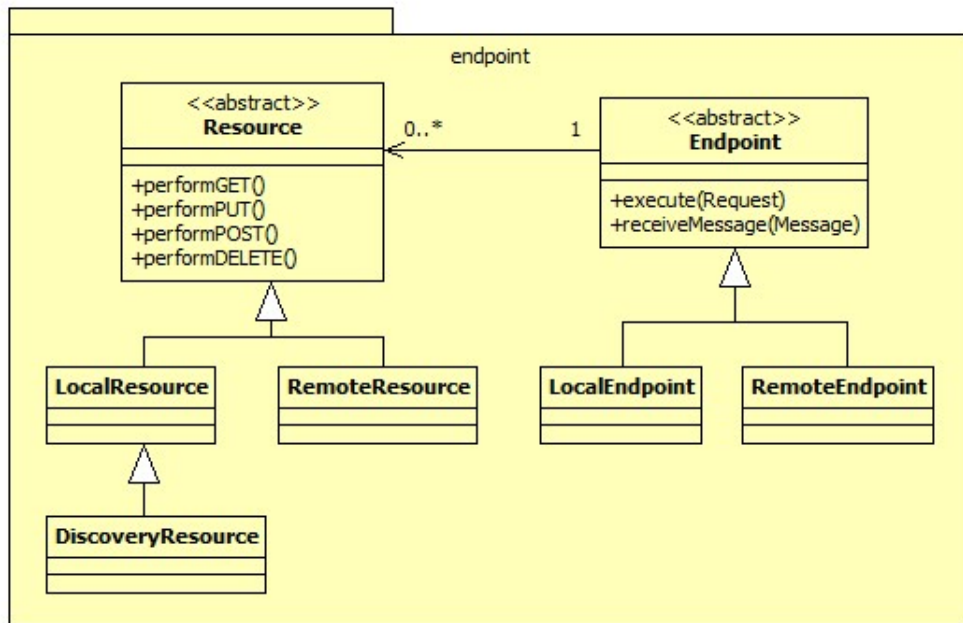 endpoint
<<abstract>>
Resource
+performGET()
+performPUT()
+performPOST()
+performDELETE()
0..*
1
<<abstract>>
Endpoint
+execute(Request)
+receiveMessage(Message)
LocalResource
RemoteResource
LocalEndpoint
RemoteEndpoint
DiscoveryResource